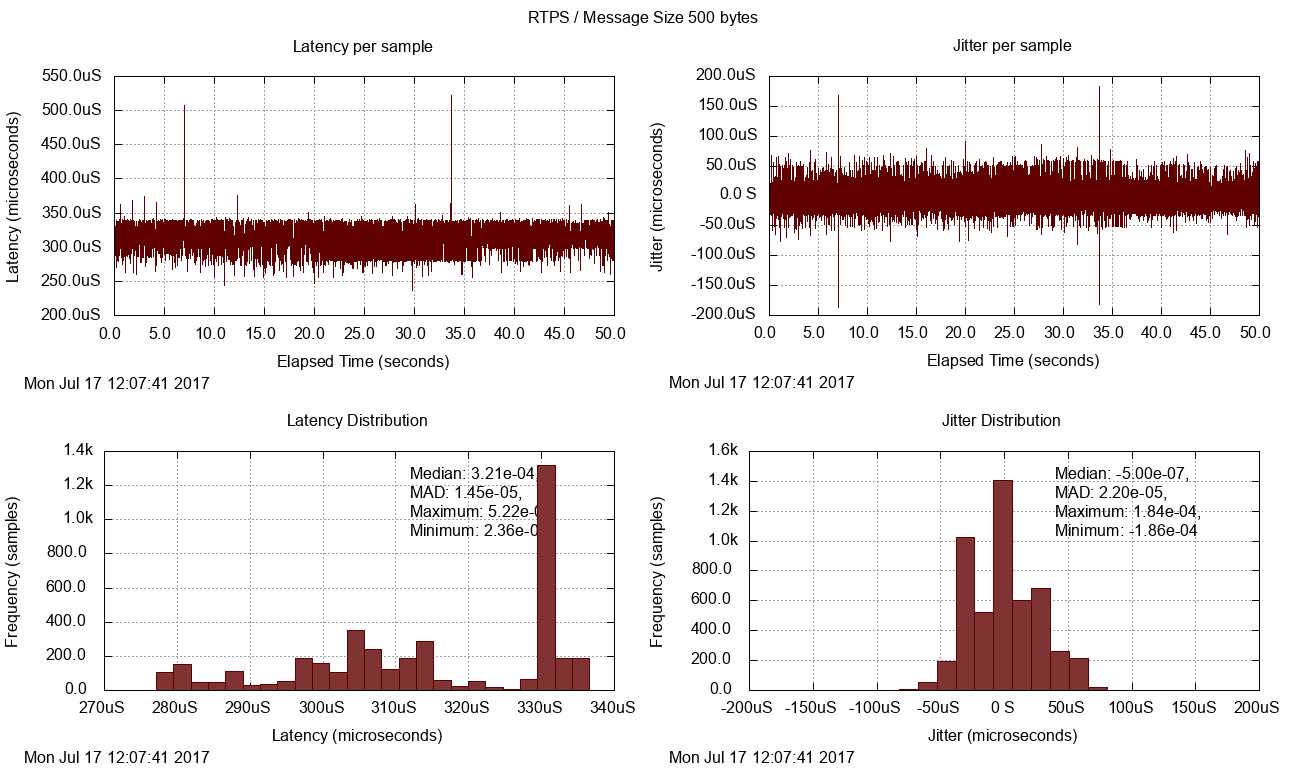 RTPS / Message Size 500 bytes
Latency per sample
550.0uS
500.0uS
450.0uS
400.0uS
350.0uS
300.0uS
250.0uS
200.0uS
Latency (microseconds)
0.0 5.0 10.0 15.0 20.0 25.0 30.0 35.0 40.0 45.0 50.0
Elapsed Time (seconds)
Mon Jul 17 12:07:41 2017
Jitter per sample
200.0uS
150.0uS
100.0uS
50.0uS
0.0 S
-50.0uS
-100.0uS
-150.0uS
-200.0uS
Jitter (microseconds)
0.0 5.0 10.0 15.0 20.0 25.0 30.0 35.0 40.0 45.0 50.0
Elapsed Time (seconds)
Mon Jul 17 12:07:41 2017
Latency Distribution
1.4k
1.2k
1.0k
800.0
600.0
400.0
200.0
0.0
Frequency (samples)
Median: 3.21e-04,
MAD: 1.45e-05,
Maximum: 5.22e-
Minimum: 2.36e-
270uS 280uS 290uS 300uS 310uS 320uS 330uS 340uS
Latency (microseconds)
Mon Jul 17 12:07:41 2017
Jitter Distribution
1.6k
1.4k
1.2k
1.0k
800.0
600.0
400.0
200.0
0.0
Frequency (samples)
Median: -5.00e-07,
MAD: 2.20e-05,
Maximum: 1.84e-04,
Minimum: -1.86e-04
-200uS -150uS -100uS -50uS 0 S 50uS 100uS 150uS 200uS
Jitter (microseconds)
Mon Jul 17 12:07:41 2017